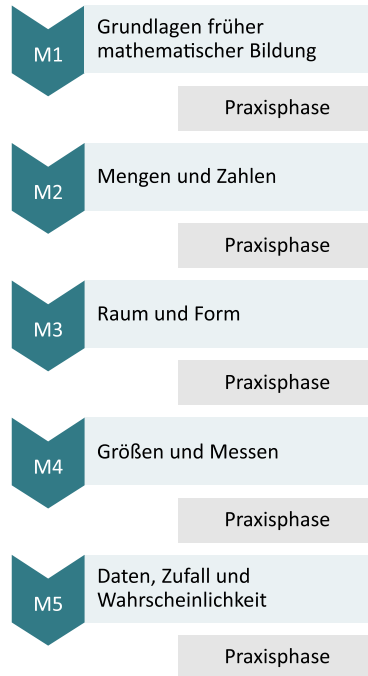 M1
Grundlagen früher
mathematischer Bildung
Praxisphase
M2
Mengen und Zahlen
Praxisphase
M3
Raum und Form
Praxisphase
M4
Größen und Messen
Praxisphase
M5
Daten, Zufall und
Wahrscheinlichkeit
Praxisphase